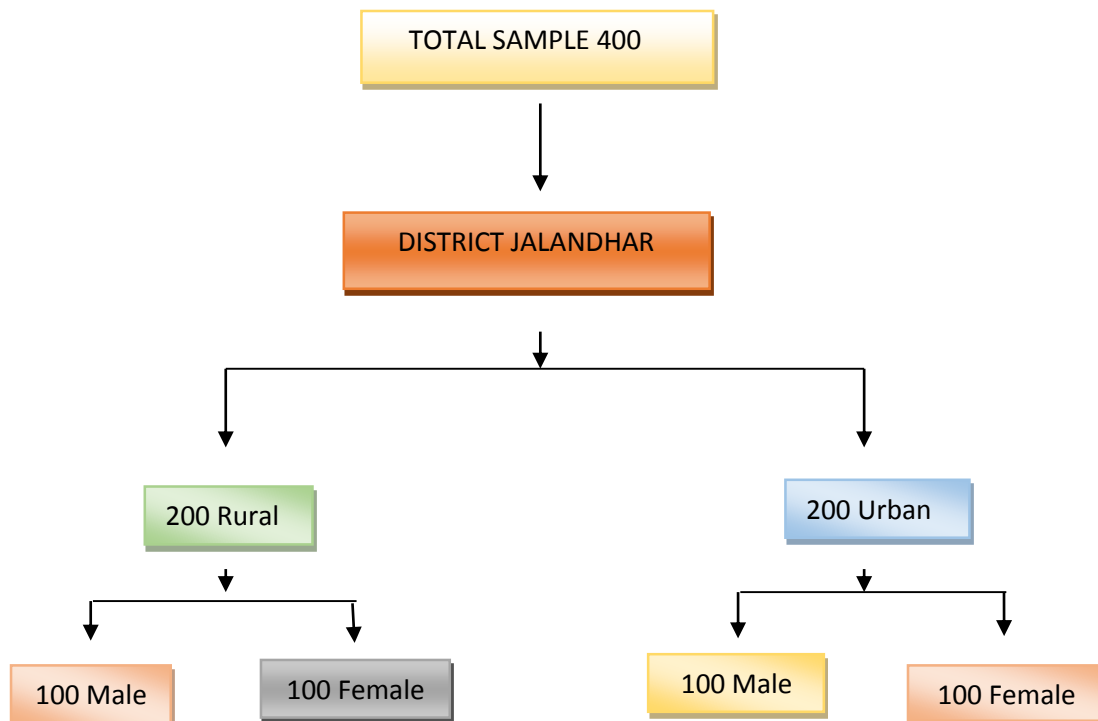 TOTAL SAMPLE 400
DISTRICT JALANDHAR
200 Rural
200 Urban
100 Male
100 Female
100 Male
100 Female